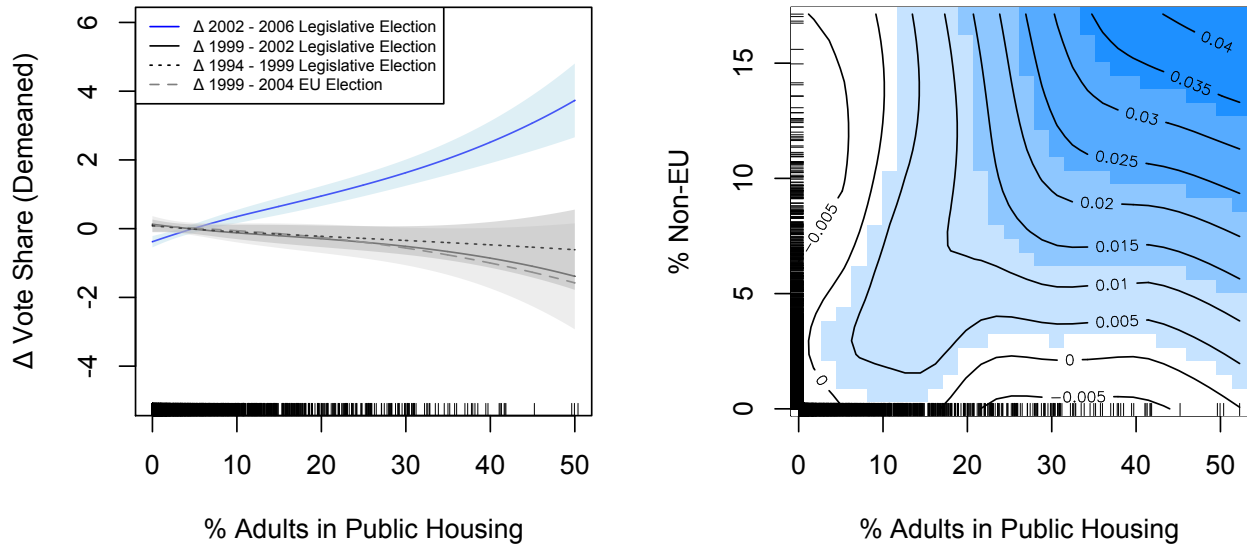 Δ Vote Share (Demeaned)
6
4
2
0
-2
-4
Δ 2002 - 2006 Legislative Election
Δ 1999 - 2002 Legislative Election
Δ 1994 - 1999 Legislative Election
Δ 1999 - 2004 EU Election
0 10 20 30 40 50
% Adults in Public Housing
% Non-EU
15
10
5
0
0.04
0.035
0.03
0.025
0.02
0.015
0.01
0.005
0
−0.005
−0.005
0
0 10 20 30 40 50
% Adults in Public Housing